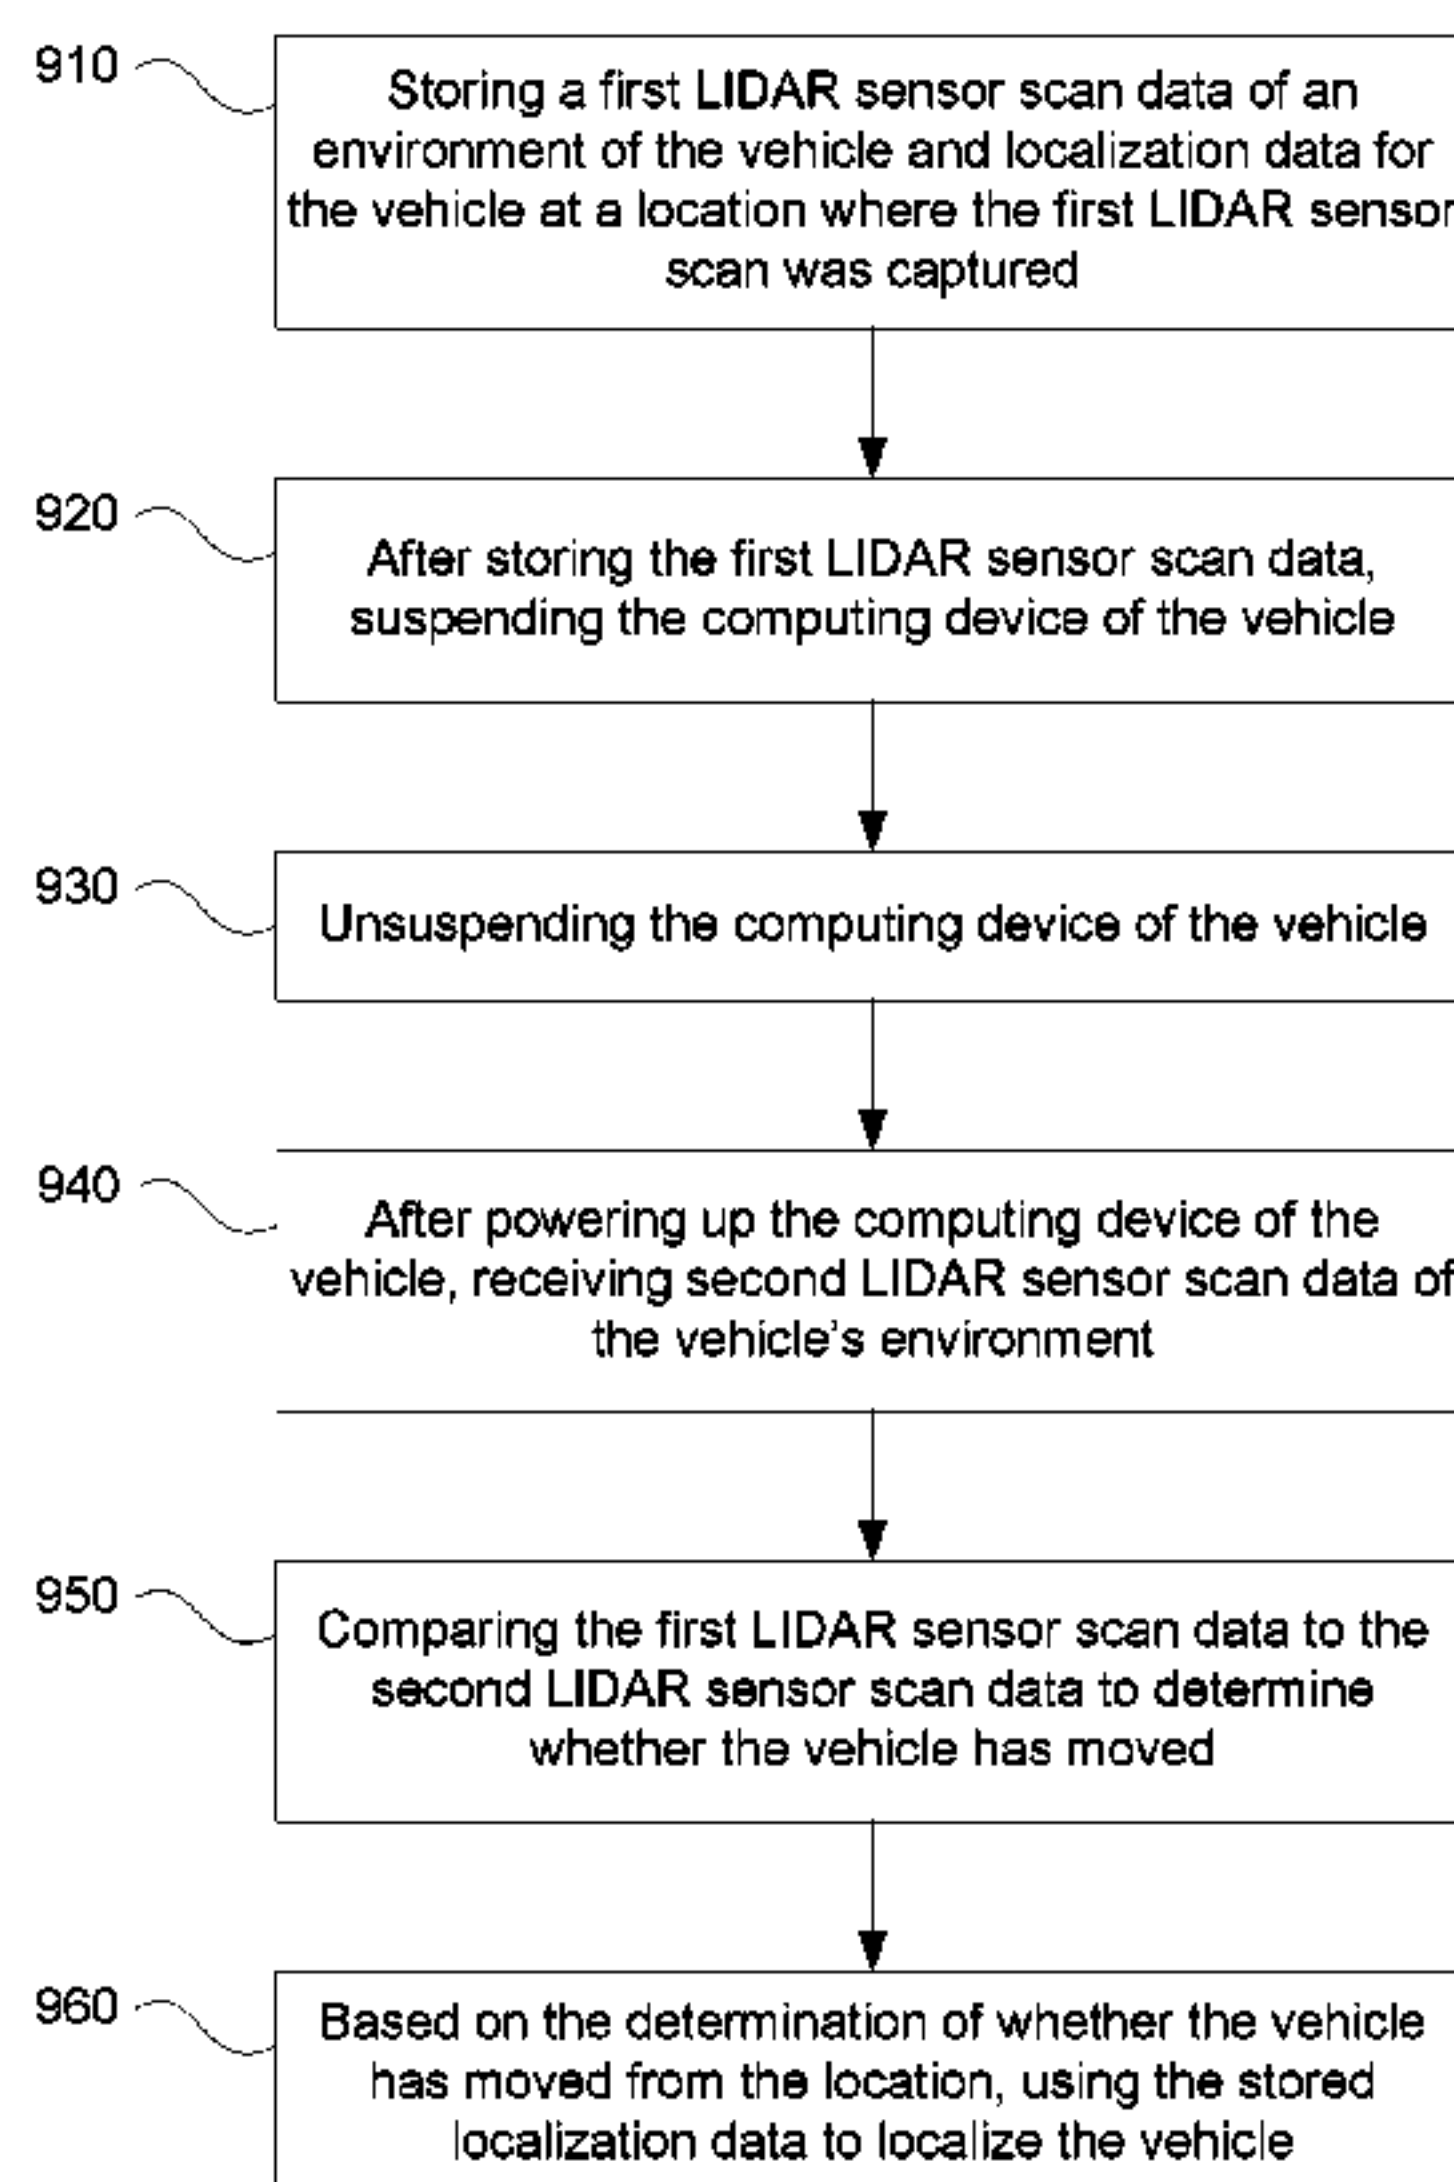 910
Storing a first LIDAR sensor scan data of an
environment of the vehicle and localization data for
the vehicle at a location where the first LIDAR sensor
scan was captured
920
After storing the first LIDAR sensor scan data,
suspending the computing device of the vehicle
930
Unsuspending the computing device of the vehicle
940
After powering up the computing device of the
vehicle, receiving second LIDAR sensor scan data of
the vehicle's environment
950
Comparing the first LIDAR sensor scan data to the
second LIDAR sensor scan data to determine
whether the vehicle has moved
960
Based on the determination of whether the vehicle
has moved from the location, using the stored
localization data to localize the vehicle